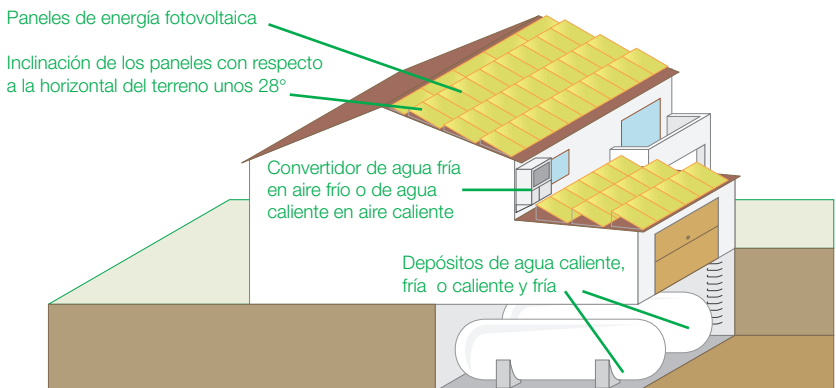 Paneles de energía fotovoltaica
Inclinación de los paneles con respecto
a la horizontal del terreno unos 28°
Convertidor de agua fría
en aire frío o de agua
caliente en aire caliente
Depósitos de agua caliente,
fría o caliente y fría